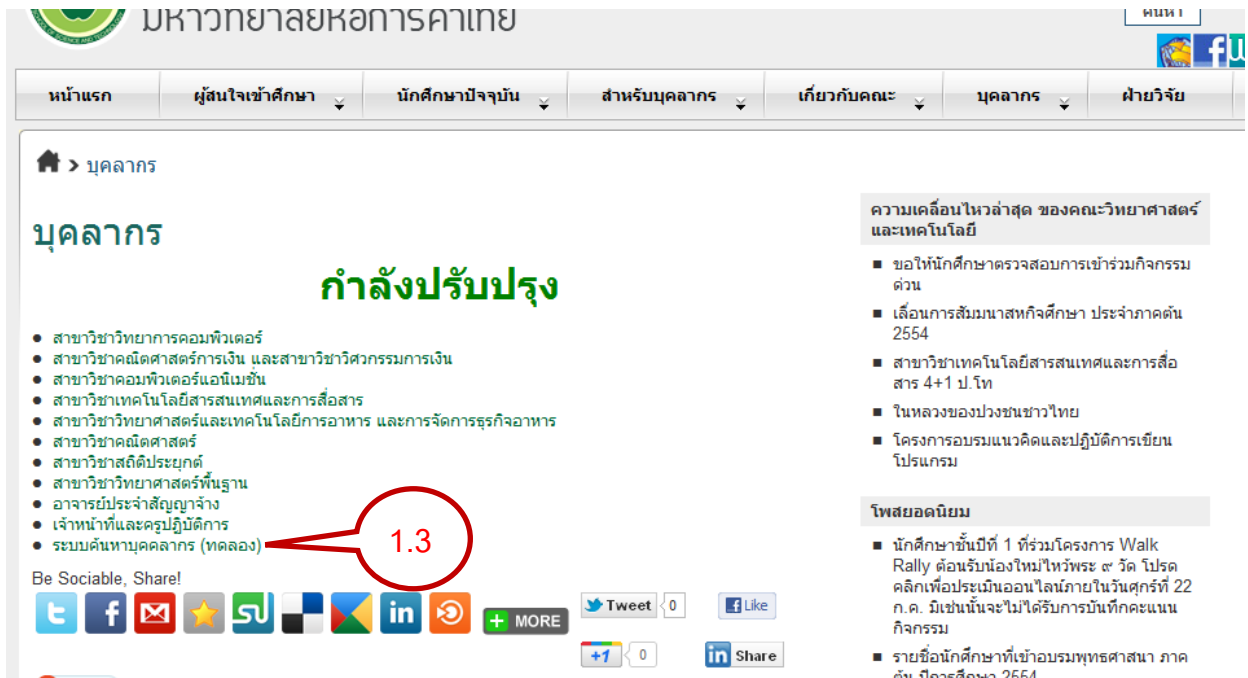 มหาวิทยาลัยหอการค้าไทย
ค้นหา
หน้าแรก
ผู้สนใจเข้าศึกษา
นักศึกษาปัจจุบัน
สำหรับบุคลากร
เกี่ยวกับคณะ
บุคลากร
ฝ่ายวิจัย
> บุคลากร
บุคลากร
กำลังปรับปรุง
● สาขาวิชาวิทยาการคอมพิวเตอร์
● สาขาวิชาคณิตศาสตร์การเงิน และสาขาวิชาวิศวกรรมการเงิน
● สาขาวิชาคอมพิวเตอร์แอนิเมชั่น
● สาขาวิชาเทคโนโลยีสารสนเทศและการสื่อสาร
● สาขาวิชาวิทยาศาสตร์และเทคโนโลยีการอาหาร และการจัดการธุรกิจอาหาร
● สาขาวิชาคณิตศาสตร์
● สาขาวิชาสถิติประยุกต์
● สาขาวิชาวิทยาศาสตร์พื้นฐาน
● อาจารย์ประจำสัญญาจ้าง
● เจ้าหน้าที่และครูปฏิบัติการ
● ระบบค้นหาบุคคลากร (ทดลอง)
1.3
Be Sociable, Share!
MORE
Tweet 0
Like
+1 0
in Share
ความเคลื่อนไหวล่าสุด ของคณะวิทยาศาสตร์
และเทคโนโลยี
■ ขอให้นักศึกษาตรวจสอบการเข้าร่วมกิจกรรม
ด่วน
■ เลื่อนการสัมมนาสหกิจศึกษา ประจำภาคต้น
2554
■ สาขาวิชาเทคโนโลยีสารสนเทศและการสื่อ
สาร 4+1 ป.โท
■ ในหลวงของปวงชนชาวไทย
■ โครงการอบรมแนวคิดและปฏิบัติการเขียน
โปรแกรม
โพสยอดนิยม
■ นักศึกษาชั้นปีที่ 1 ที่ร่วมโครงการ Walk
Rally ต้อนรับน้องใหม่ไหว้พระ ๙ วัด โปรด
คลิกเพื่อประเมินออนไลน์ภายในวันศุกร์ที่ 22
ก.ค. มิเช่นนั้นจะไม่ได้รับการบันทึกคะแนน
กิจกรรม
■ รายชื่อนักศึกษาที่เข้าอบรมพุทธศาสนา ภาค
ต้น ปีการศึกษา 2554